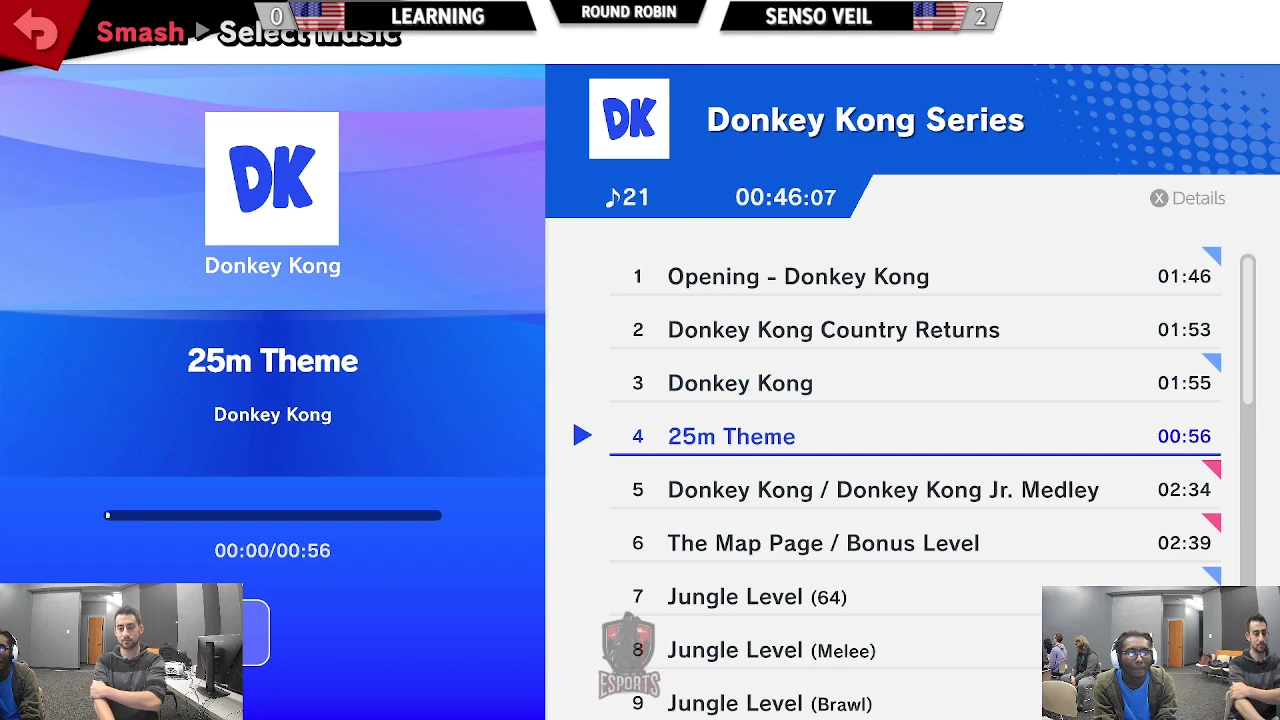 0
LEARNING
ROUND ROBIN
SENSO VEIL
2
Smash
Select Music
DK
Donkey Kong
25m Theme
Donkey Kong
00:00/00:56
DK
Donkey Kong Series
♪21
00:46:07
X Details
1 Opening - Donkey Kong 01:46
2 Donkey Kong Country Returns 01:53
3 Donkey Kong 01:55
4 25m Theme 00:56
5 Donkey Kong / Donkey Kong Jr. Medley 02:34
6 The Map Page / Bonus Level 02:39
7 Jungle Level (64)
8 Jungle Level (Melee)
9 Jungle Level (Brawl)
ESPORTS